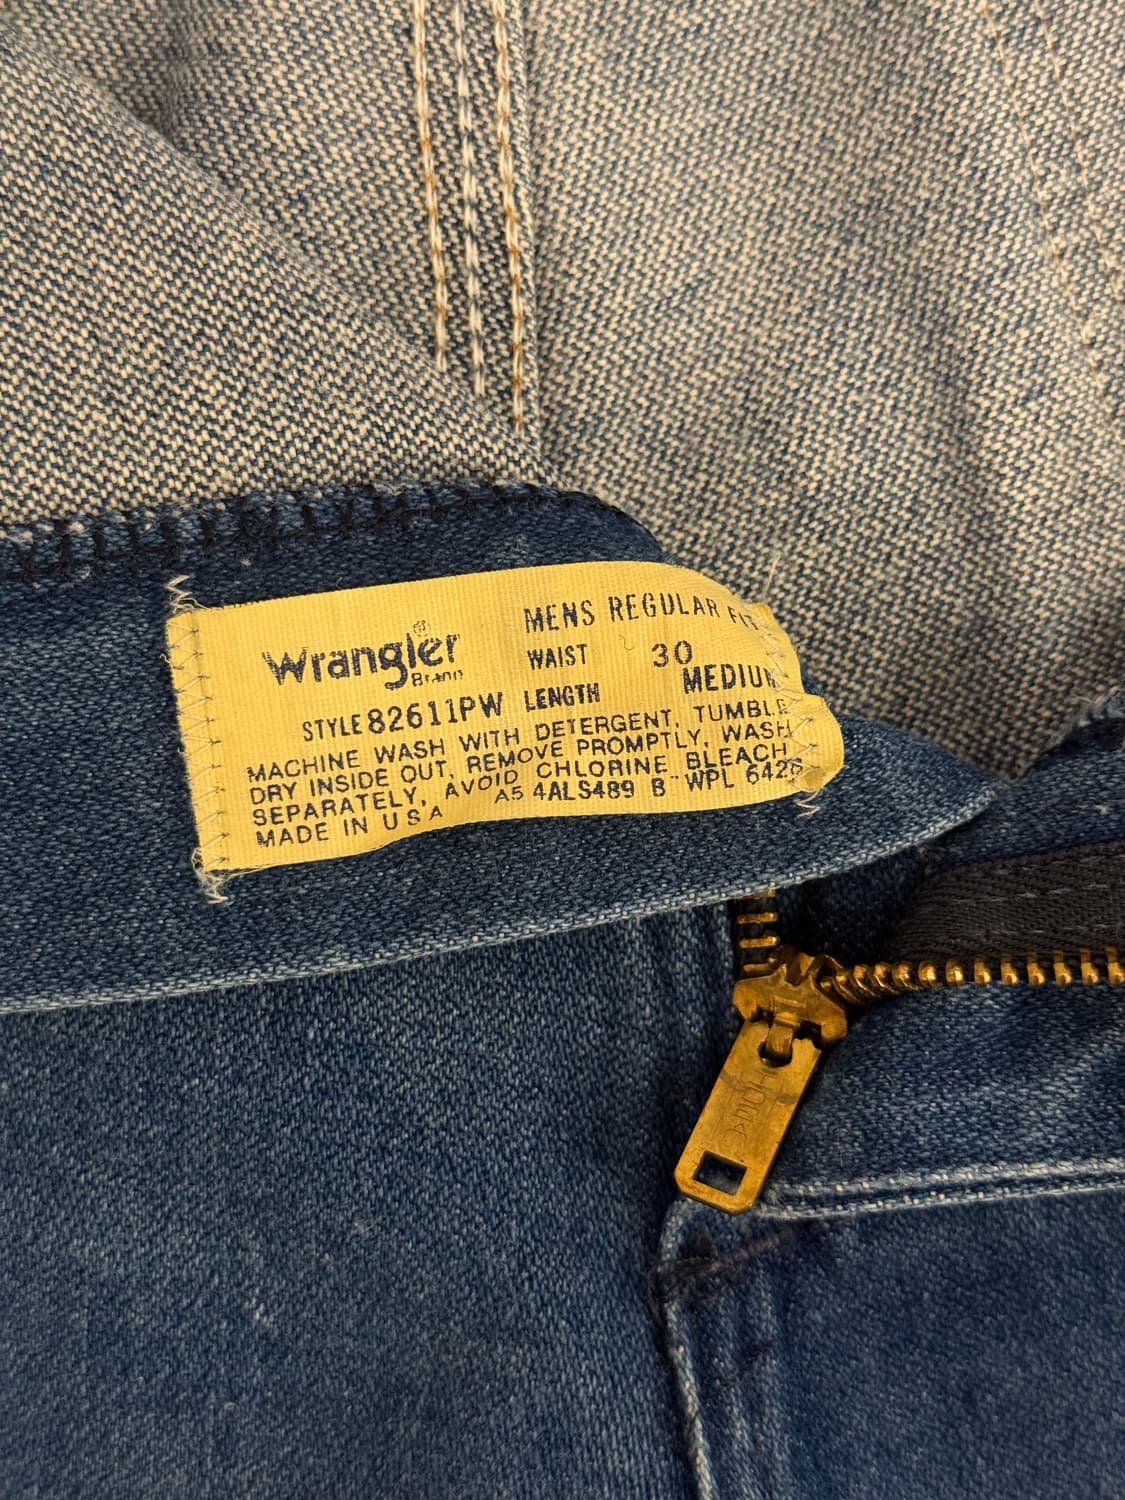 MENS REGULAR FIT
Wrangler ®
Brand
WAIST 30
STYLE 82611PW LENGTH MEDIUM
MACHINE WASH WITH DETERGENT, TUMBLE
DRY INSIDE OUT, REMOVE PROMPTLY, WASH
SEPARATELY, AVOID CHLORINE BLEACH
MADE IN USA A5 4ALS489 B WPL 6426